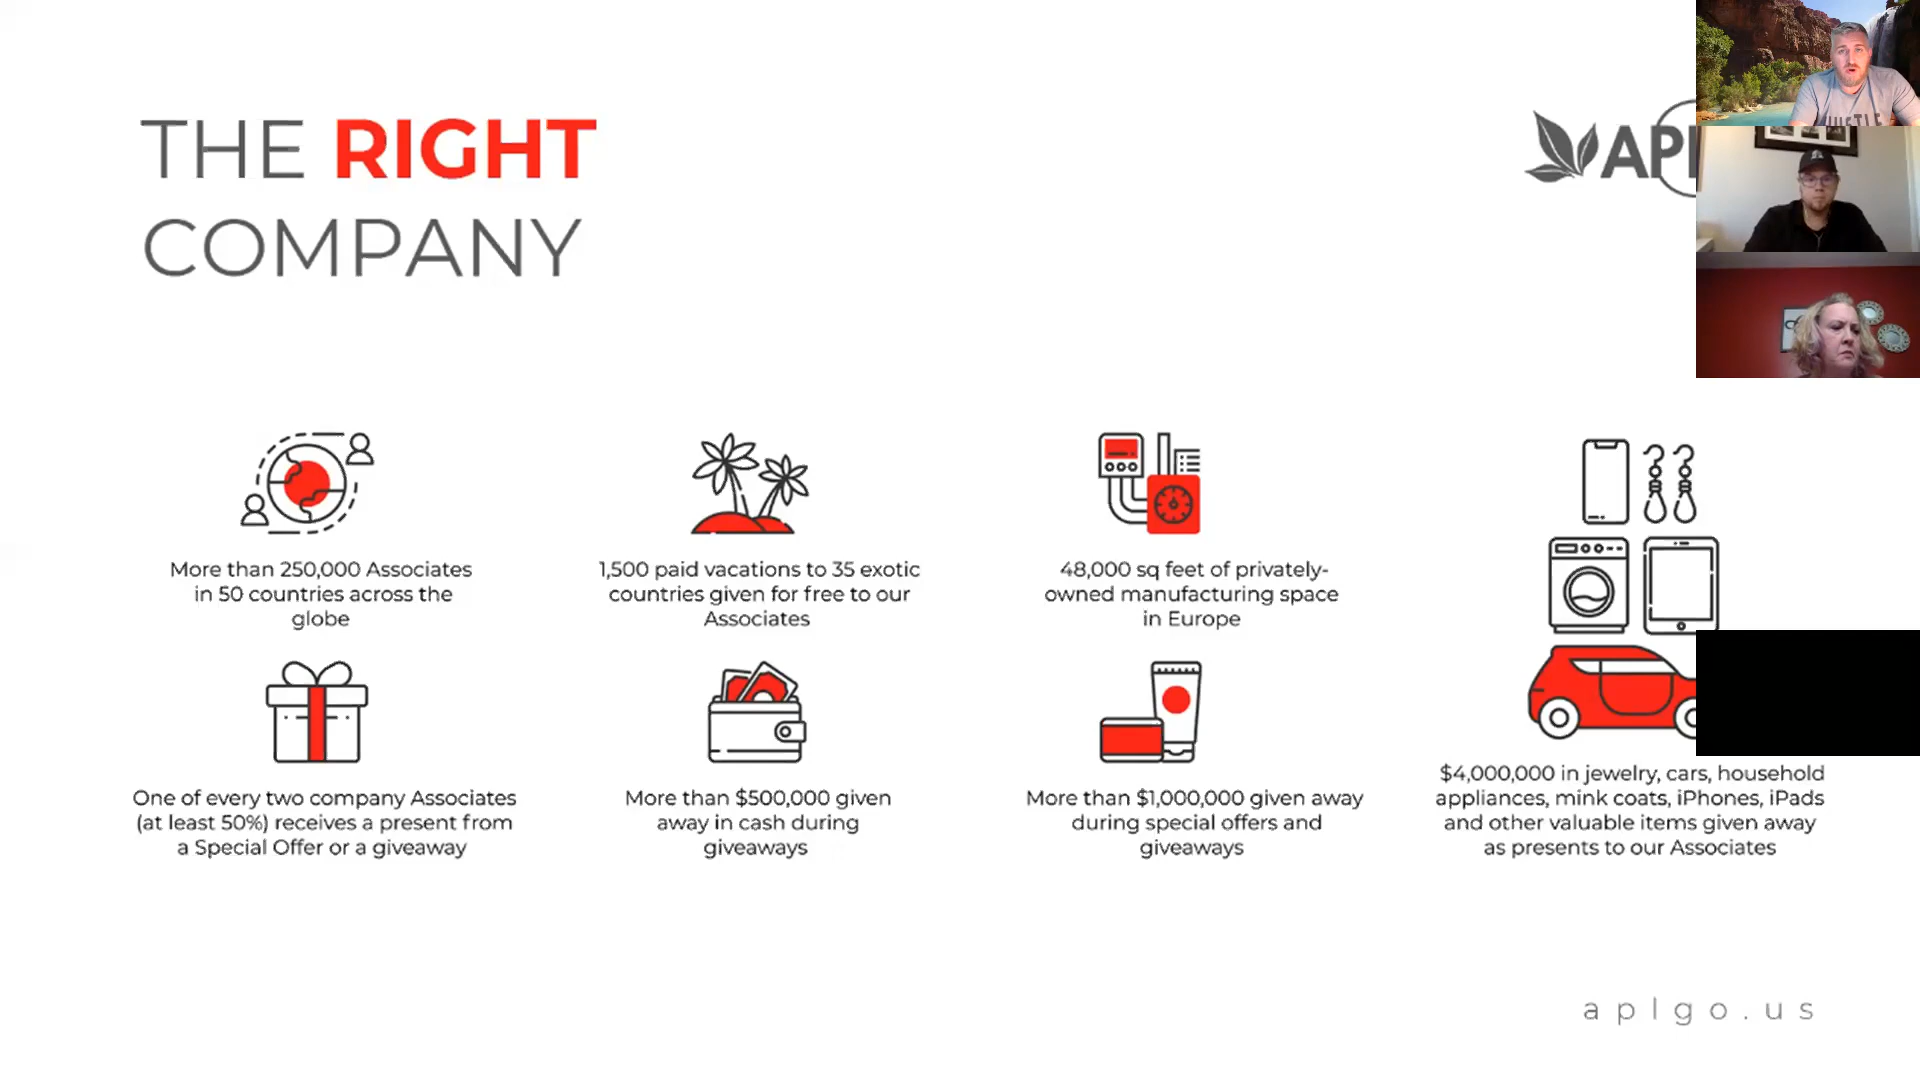 THE RIGHT
COMPANY
More than 250,000 Associates
in 50 countries across the
globe
1,500 paid vacations to 35 exotic
countries given for free to our
Associates
48,000 sq feet of privately-
owned manufacturing space
in Europe
One of every two company Associates
(at least 50%) receives a present from
a Special Offer or a giveaway
More than $500,000 given
away in cash during
giveaways
More than $1,000,000 given away
during special offers and
giveaways
$4,000,000 in jewelry, cars, household
appliances, mink coats, iPhones, iPads
and other valuable items given away
as presents to our Associates
aplgo.us